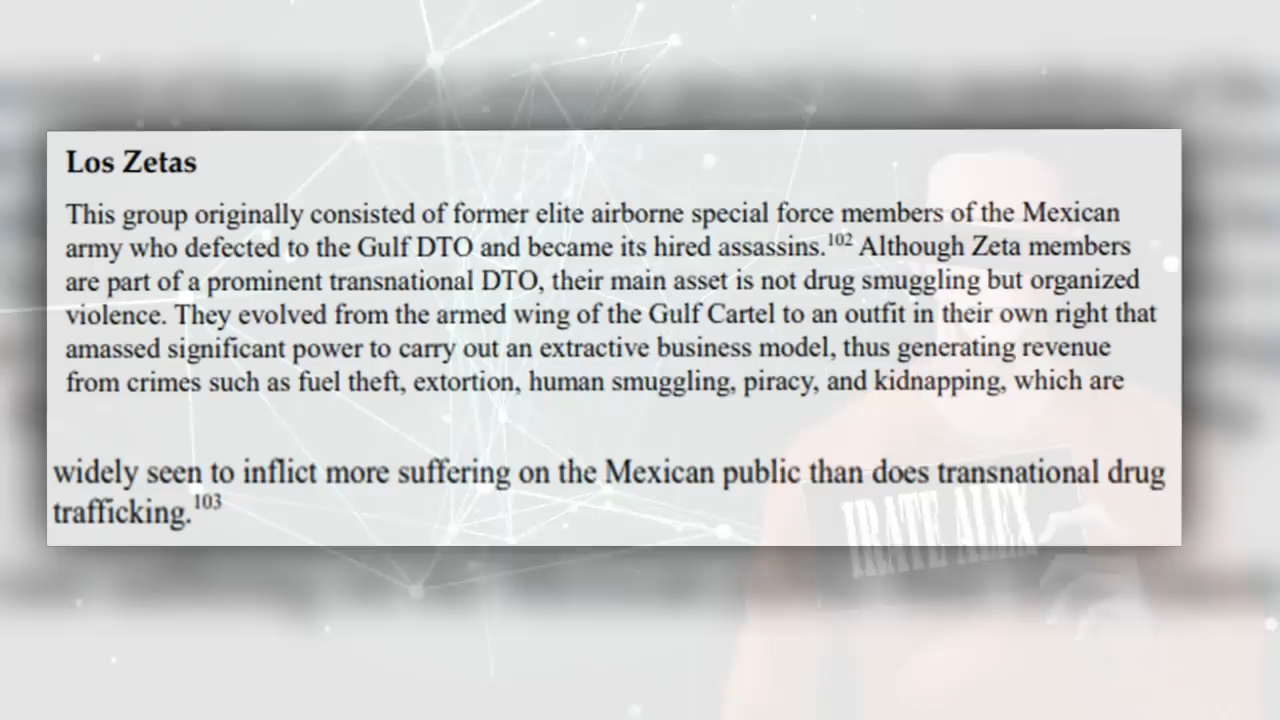 Los Zetas
This group originally consisted of former elite airborne special force members of the Mexican
army who defected to the Gulf DTO and became its hired assassins.102 Although Zeta members
are part of a prominent transnational DTO, their main asset is not drug smuggling but organized
violence. They evolved from the armed wing of the Gulf Cartel to an outfit in their own right that
amassed significant power to carry out an extractive business model, thus generating revenue
from crimes such as fuel theft, extortion, human smuggling, piracy, and kidnapping, which are
widely seen to inflict more suffering on the Mexican public than does transnational drug
trafficking.103
IRATE ALEX